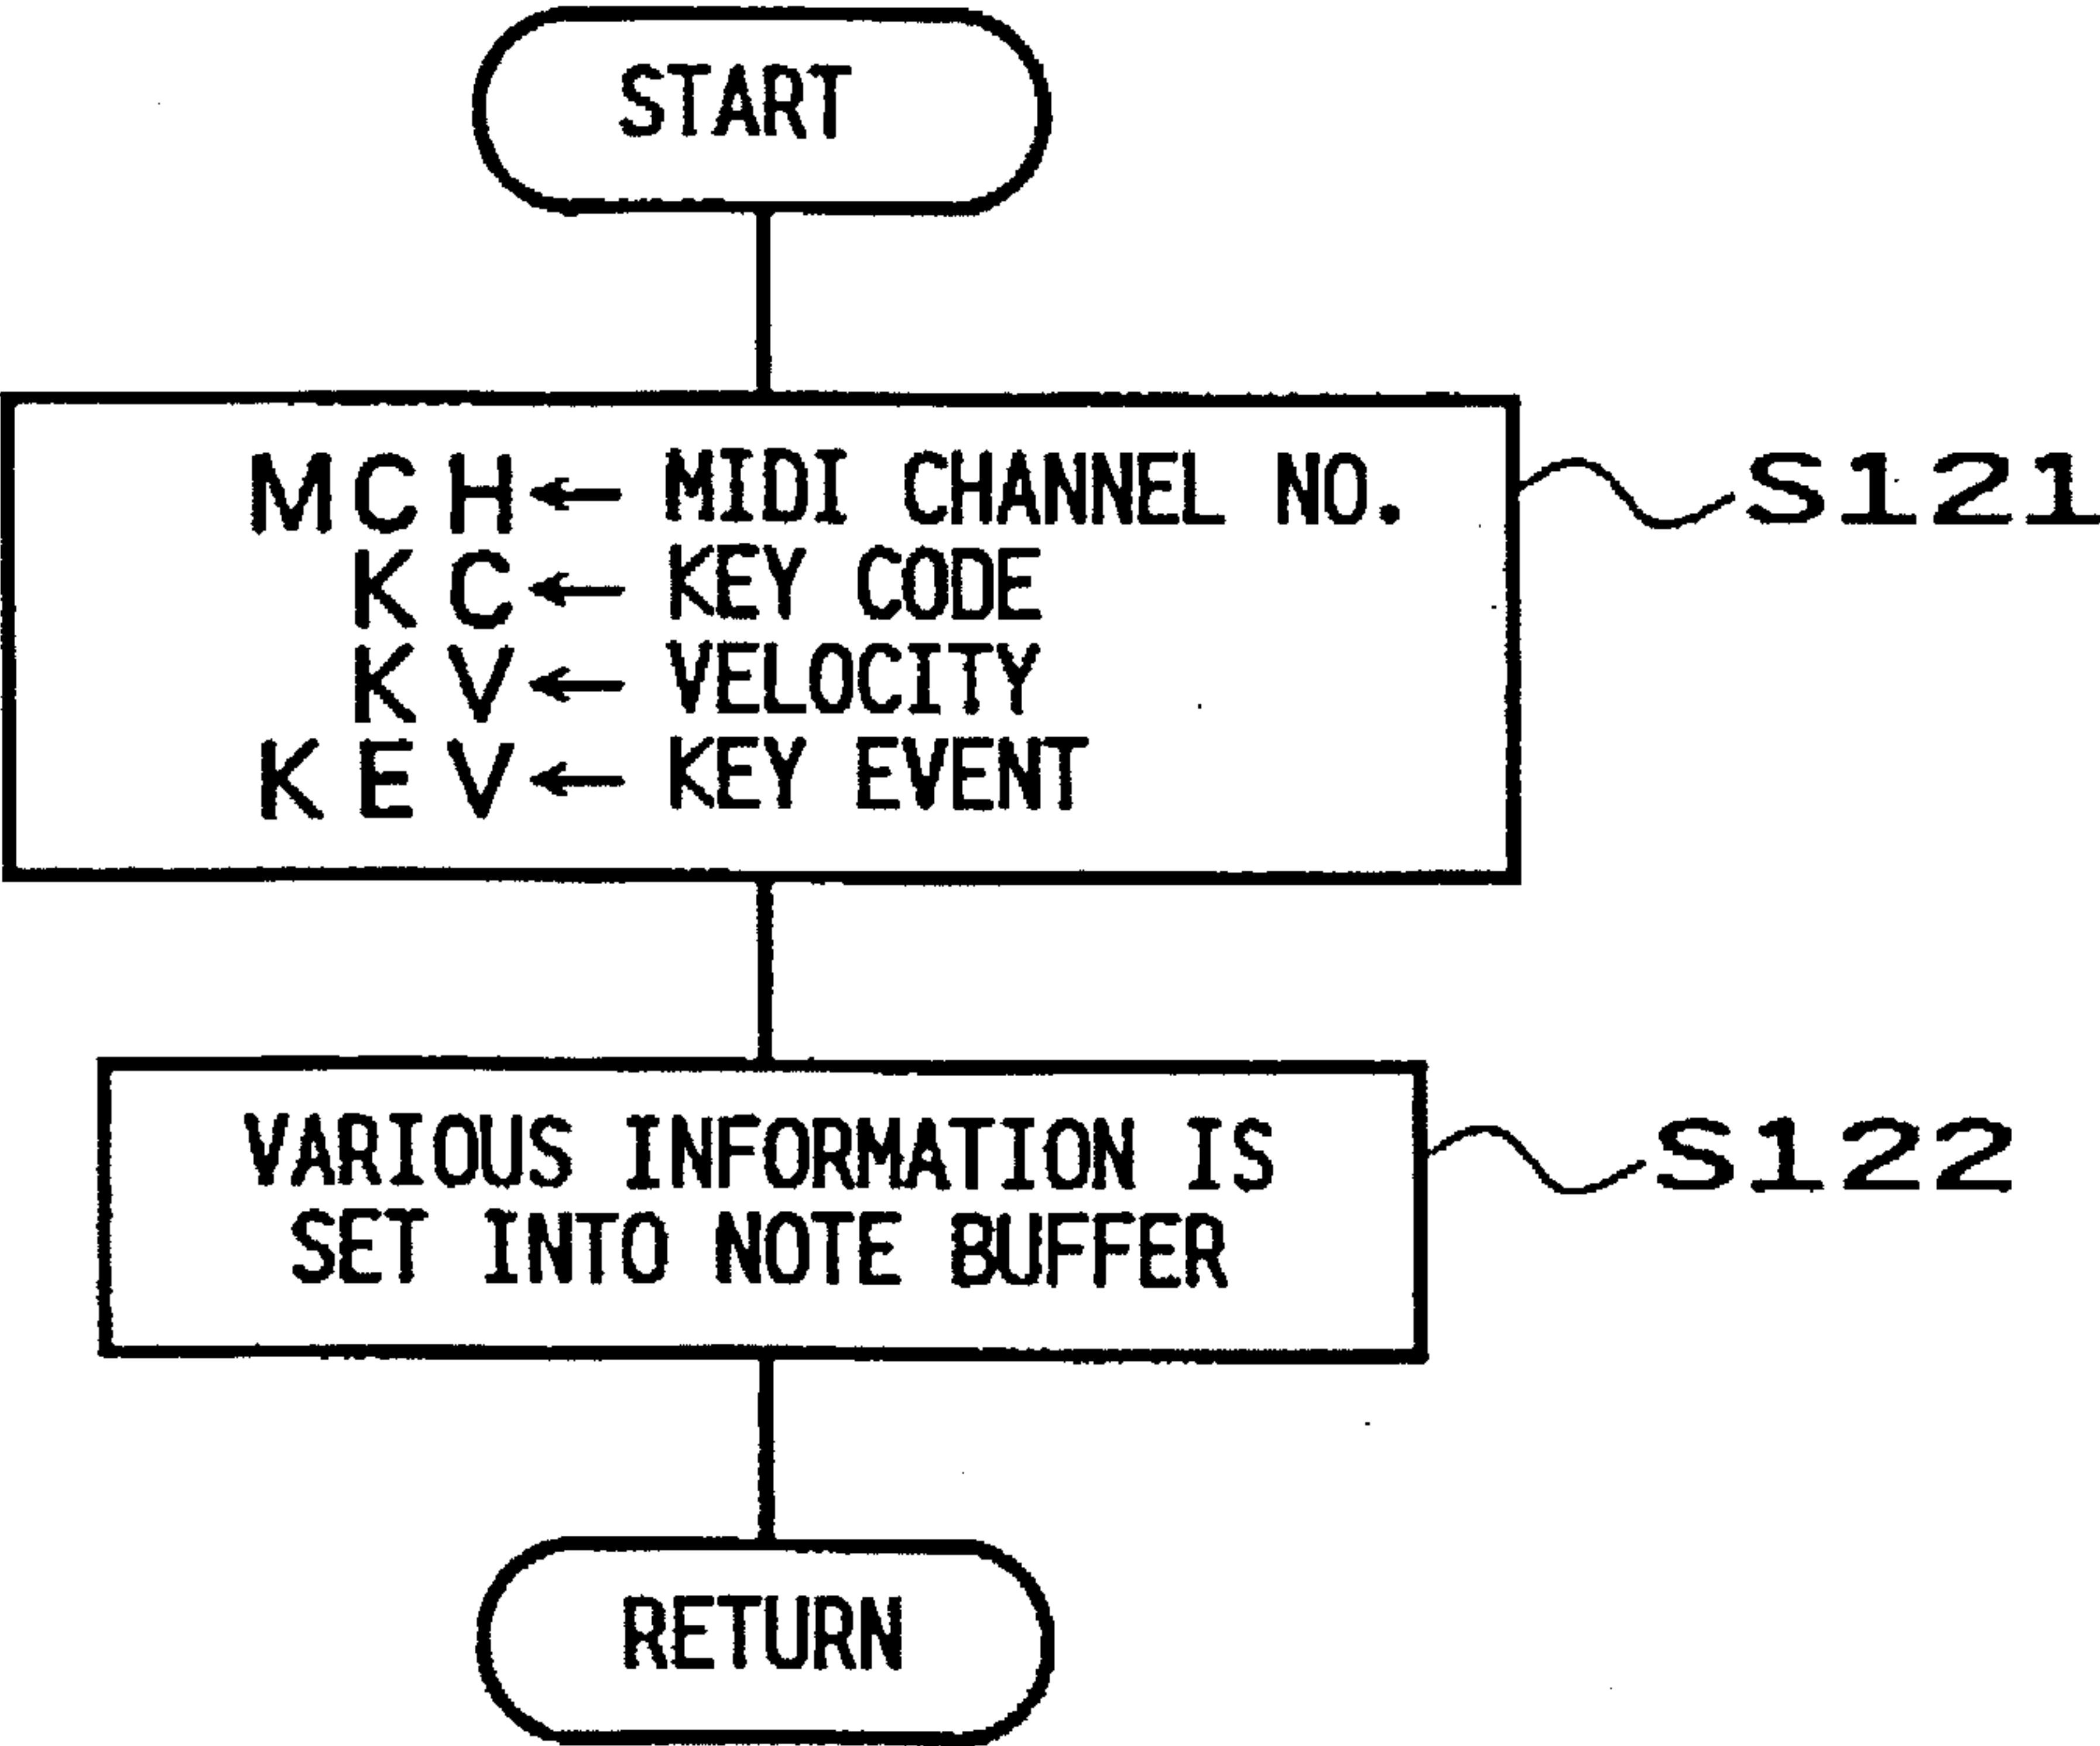 START
MCH← MIDI CHANNEL NO.
KC← KEY CODE
KV← VELOCITY
KEV← KEY EVENT
S121
VARIOUS INFORMATION IS
SET INTO NOTE BUFFER
S122
RETURN